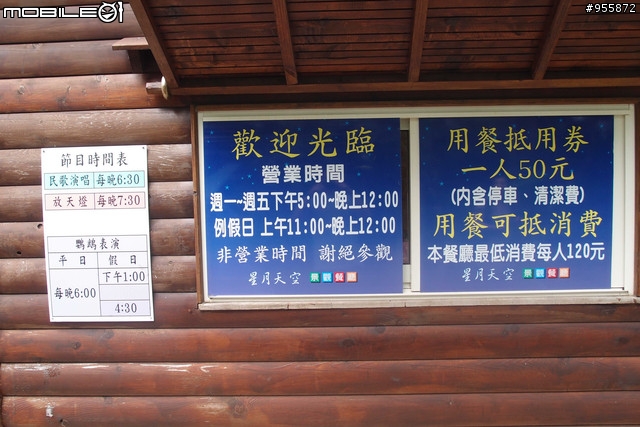 MOBILE01
#955872
節目時間表
民歌演唱 每晚6:30
放天燈 每晚7:30
鸚鵡表演
平日 假日
每晚6:00 下午1:00
4:30
歡迎光臨
營業時間
週一~週五下午5:00~晚上12:00
例假日 上午11:00~晚上12:00
非營業時間 謝絕參觀
星月天空 景觀餐廳
用餐抵用券
一人50元
(內含停車、清潔費)
用餐可抵消費
本餐廳最低消費每人120元
星月天空 景觀餐廳